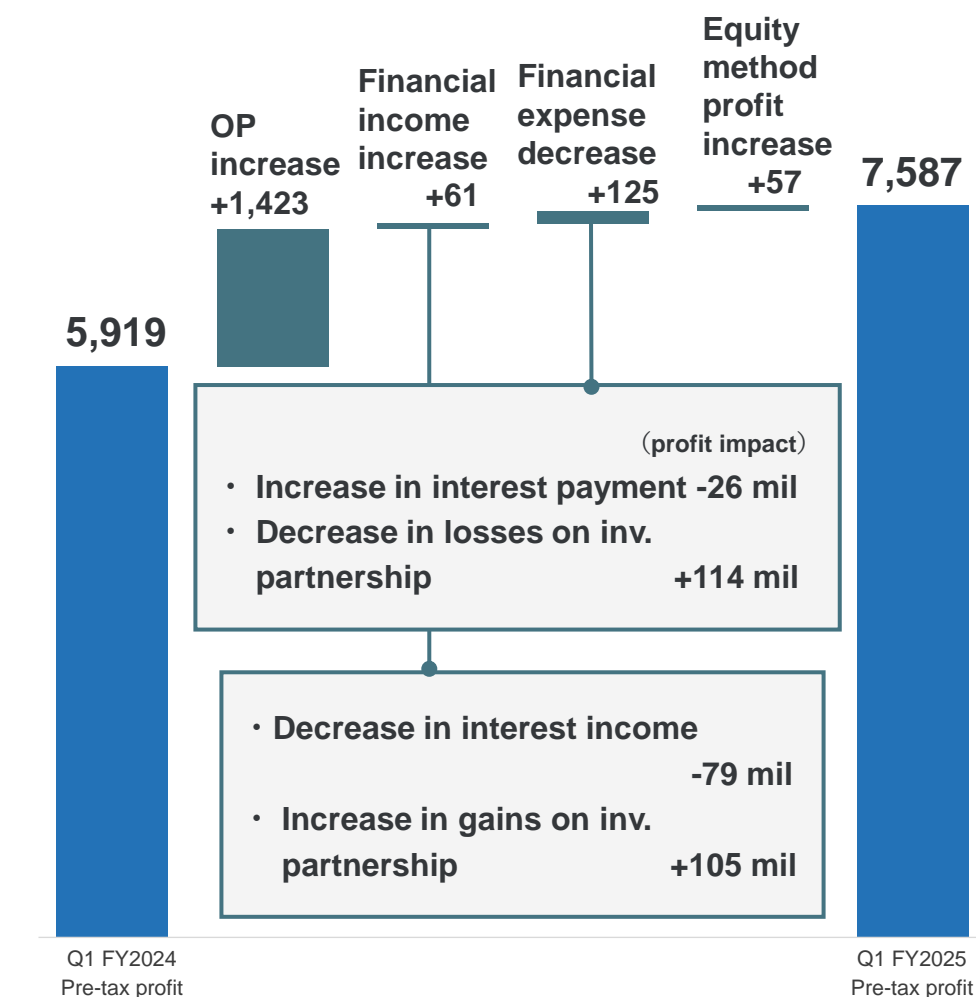 5,919
OP
increase
+1,423
Financial
income
increase
+61
Financial
expense
decrease
+125
Equity
method
profit
increase
+57
7,587
（profit impact）
・ Increase in interest payment -26 mil
・ Decrease in losses on inv.
partnership +114 mil
・Decrease in interest income
-79 mil
・ Increase in gains on inv.
partnership +105 mil
Q1 FY2024
Pre-tax profit
Q1 FY2025
Pre-tax profit